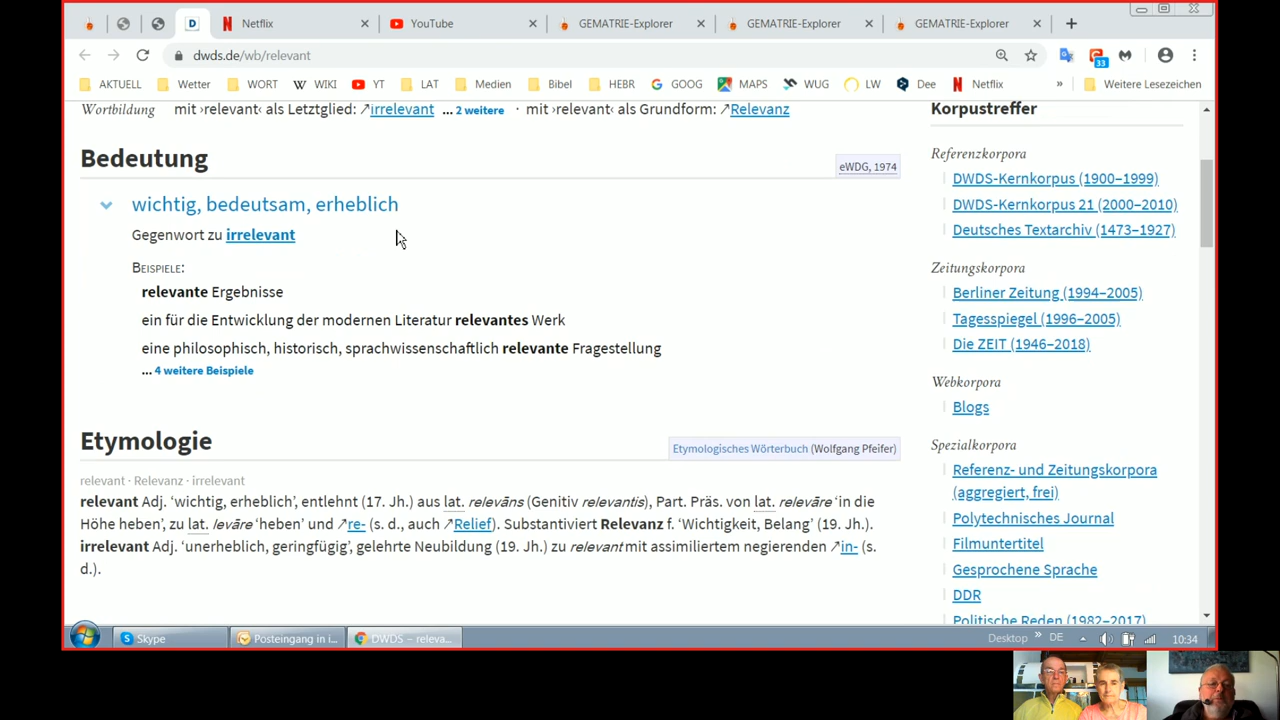 Netflix
YouTube
GEMATRIE-Explorer
GEMATRIE-Explorer
GEMATRIE-Explorer
dwds.de/wb/relevant
33
AKTUELL Wetter WORT WIKI YT LAT Medien Bibel HEBR GOOG MAPS WUG LW Dee Netflix » Weitere Lesezeichen
Wortbildung mit ›relevant‹ als Letztglied: ↗irrelevant ... 2 weitere · mit ›relevant‹ als Grundform: ↗Relevanz
Bedeutung
eWDG, 1974
wichtig, bedeutsam, erheblich
Gegenwort zu irrelevant
BEISPIELE:
relevante Ergebnisse
ein für die Entwicklung der modernen Literatur relevantes Werk
eine philosophisch, historisch, sprachwissenschaftlich relevante Fragestellung
... 4 weitere Beispiele
Etymologie
Etymologisches Wörterbuch (Wolfgang Pfeifer)
relevant · Relevanz · irrelevant
relevant Adj. ‘wichtig, erheblich’, entlehnt (17. Jh.) aus lat. relevāns (Genitiv relevantis), Part. Präs. von lat. relevāre ‘in die
Höhe heben’, zu lat. levāre ‘heben’ und ↗re- (s. d., auch ↗Relief). Substantiviert Relevanz f. ‘Wichtigkeit, Belang’ (19. Jh.).
irrelevant Adj. ‘unerheblich, geringfügig’, gelehrte Neubildung (19. Jh.) zu relevant mit assimiliertem negierenden ↗in- (s.
d.).
Korpustreffer
Referenzkorpora
DWDS-Kernkorpus (1900–1999)
DWDS-Kernkorpus 21 (2000–2010)
Deutsches Textarchiv (1473–1927)
Zeitungskorpora
Berliner Zeitung (1994–2005)
Tagesspiegel (1996–2005)
Die ZEIT (1946–2018)
Webkorpora
Blogs
Spezialkorpora
Referenz- und Zeitungskorpora
(aggregiert, frei)
Polytechnisches Journal
Filmuntertitel
Gesprochene Sprache
DDR
Politische Reden (1982–2017)
Skype
Posteingang in i...
DWDS – releva...
Desktop » DE 10:34